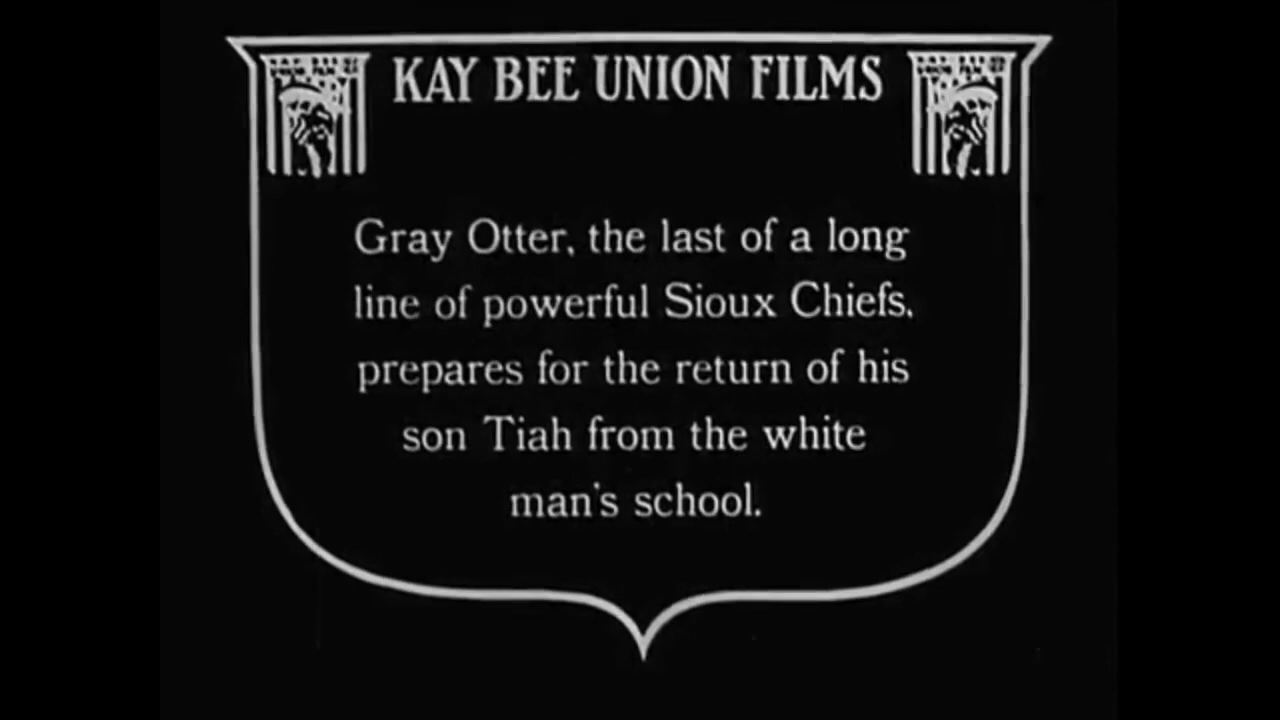 KAY BEE UNION FILMS
Gray Otter, the last of a long
line of powerful Sioux Chiefs,
prepares for the return of his
son Tiah from the white
man's school.